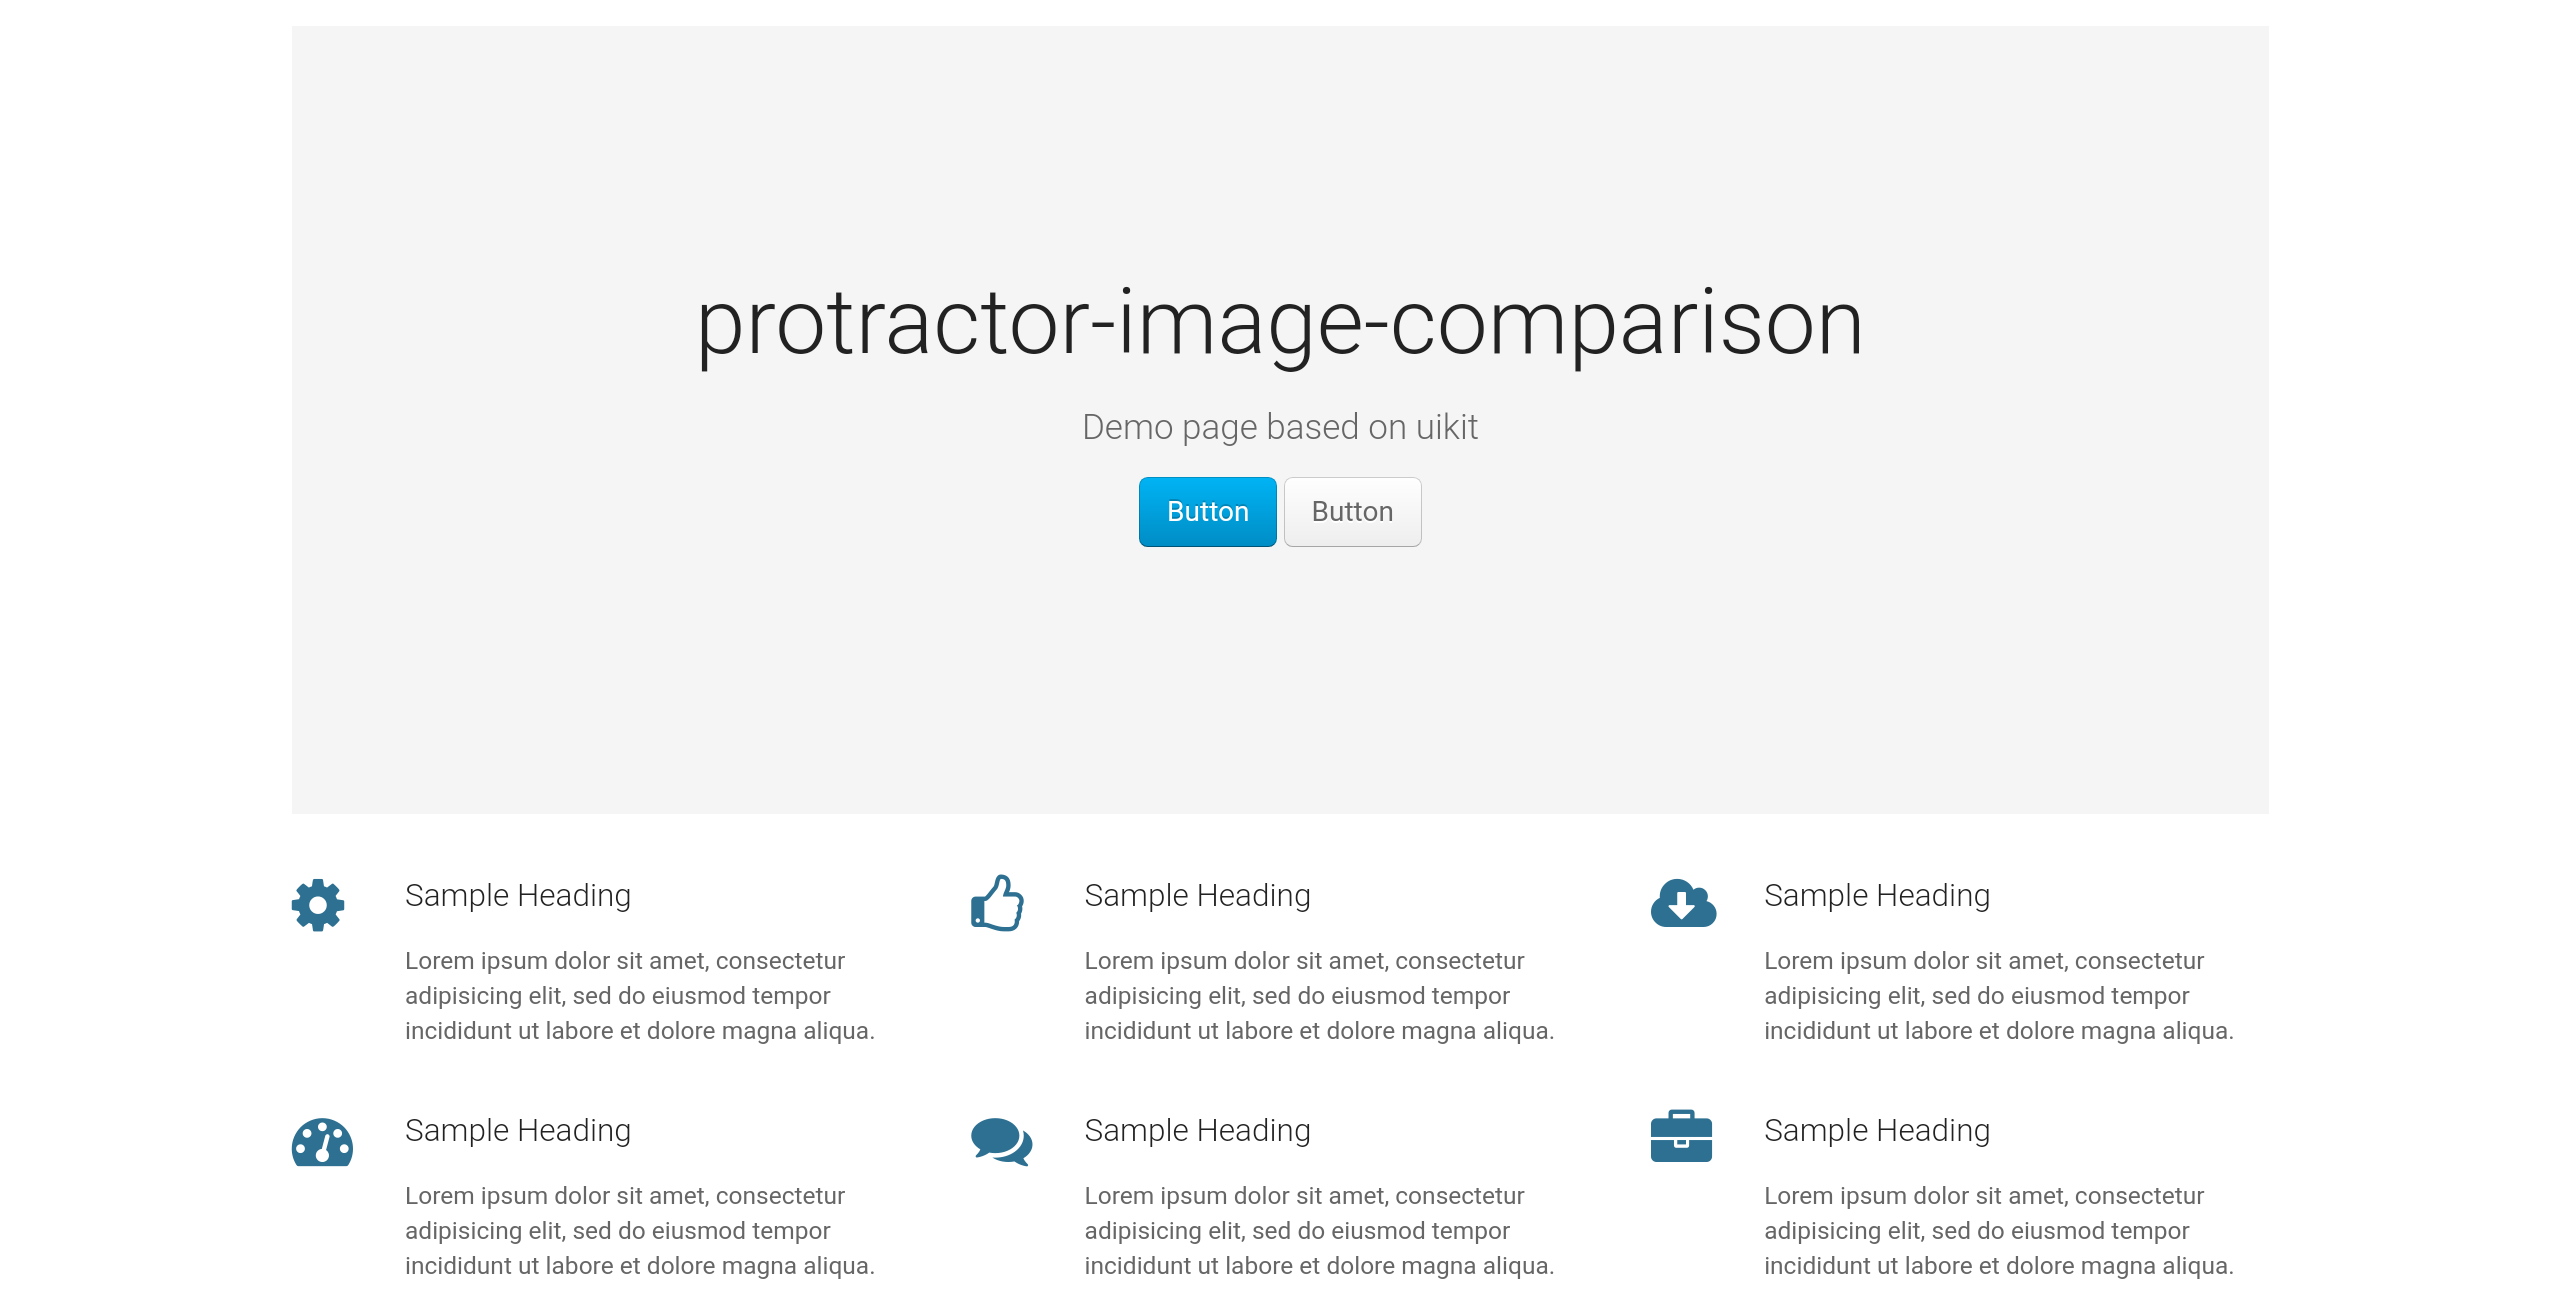 protractor-image-comparison
Demo page based on uikit
Button Button
Sample Heading
Lorem ipsum dolor sit amet, consectetur
adipisicing elit, sed do eiusmod tempor
incididunt ut labore et dolore magna aliqua.
Sample Heading
Lorem ipsum dolor sit amet, consectetur
adipisicing elit, sed do eiusmod tempor
incididunt ut labore et dolore magna aliqua.
Sample Heading
Lorem ipsum dolor sit amet, consectetur
adipisicing elit, sed do eiusmod tempor
incididunt ut labore et dolore magna aliqua.
Sample Heading
Lorem ipsum dolor sit amet, consectetur
adipisicing elit, sed do eiusmod tempor
incididunt ut labore et dolore magna aliqua.
Sample Heading
Lorem ipsum dolor sit amet, consectetur
adipisicing elit, sed do eiusmod tempor
incididunt ut labore et dolore magna aliqua.
Sample Heading
Lorem ipsum dolor sit amet, consectetur
adipisicing elit, sed do eiusmod tempor
incididunt ut labore et dolore magna aliqua.